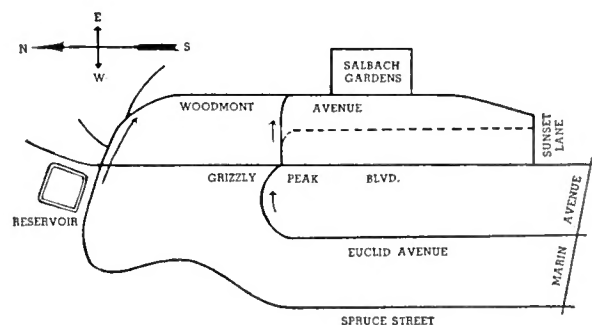 E
N S
W
SALBACH
GARDENS
WOODMONT AVENUE
SUNSET
LANE
GRIZZLY PEAK BLVD.
RESERVOIR
EUCLID AVENUE
MARIN AVENUE
SPRUCE STREET